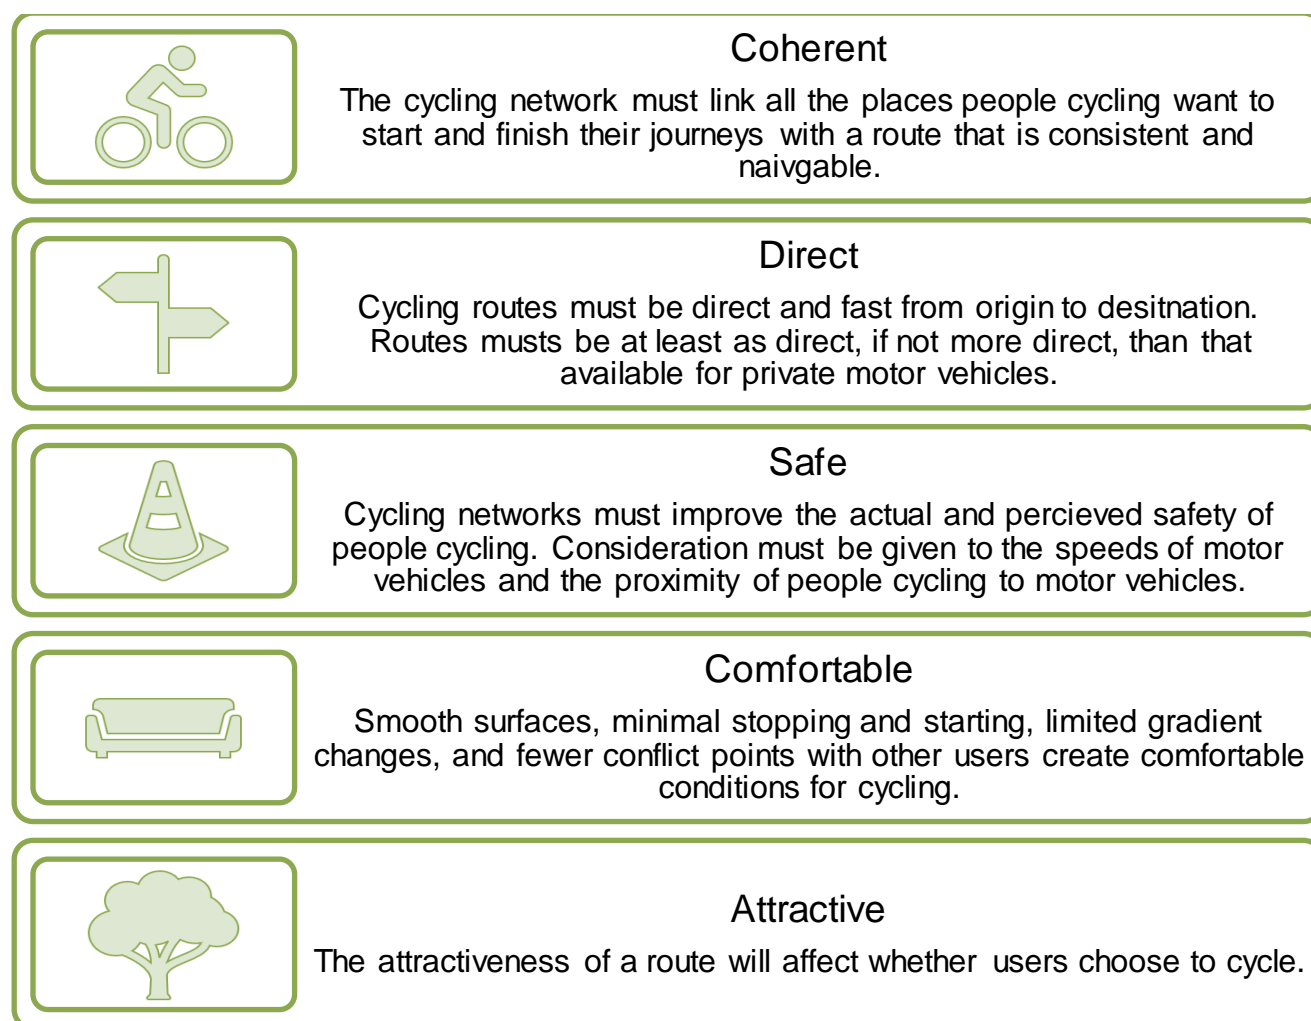 Coherent
The cycling network must link all the places people cycling want to
start and finish their journeys with a route that is consistent and
naivgable.
Direct
Cycling routes must be direct and fast from origin to desitnation.
Routes musts be at least as direct, if not more direct, than that
available for private motor vehicles.
Safe
Cycling networks must improve the actual and percieved safety of
people cycling. Consideration must be given to the speeds of motor
vehicles and the proximity of people cycling to motor vehicles.
Comfortable
Smooth surfaces, minimal stopping and starting, limited gradient
changes, and fewer conflict points with other users create comfortable
conditions for cycling.
Attractive
The attractiveness of a route will affect whether users choose to cycle.